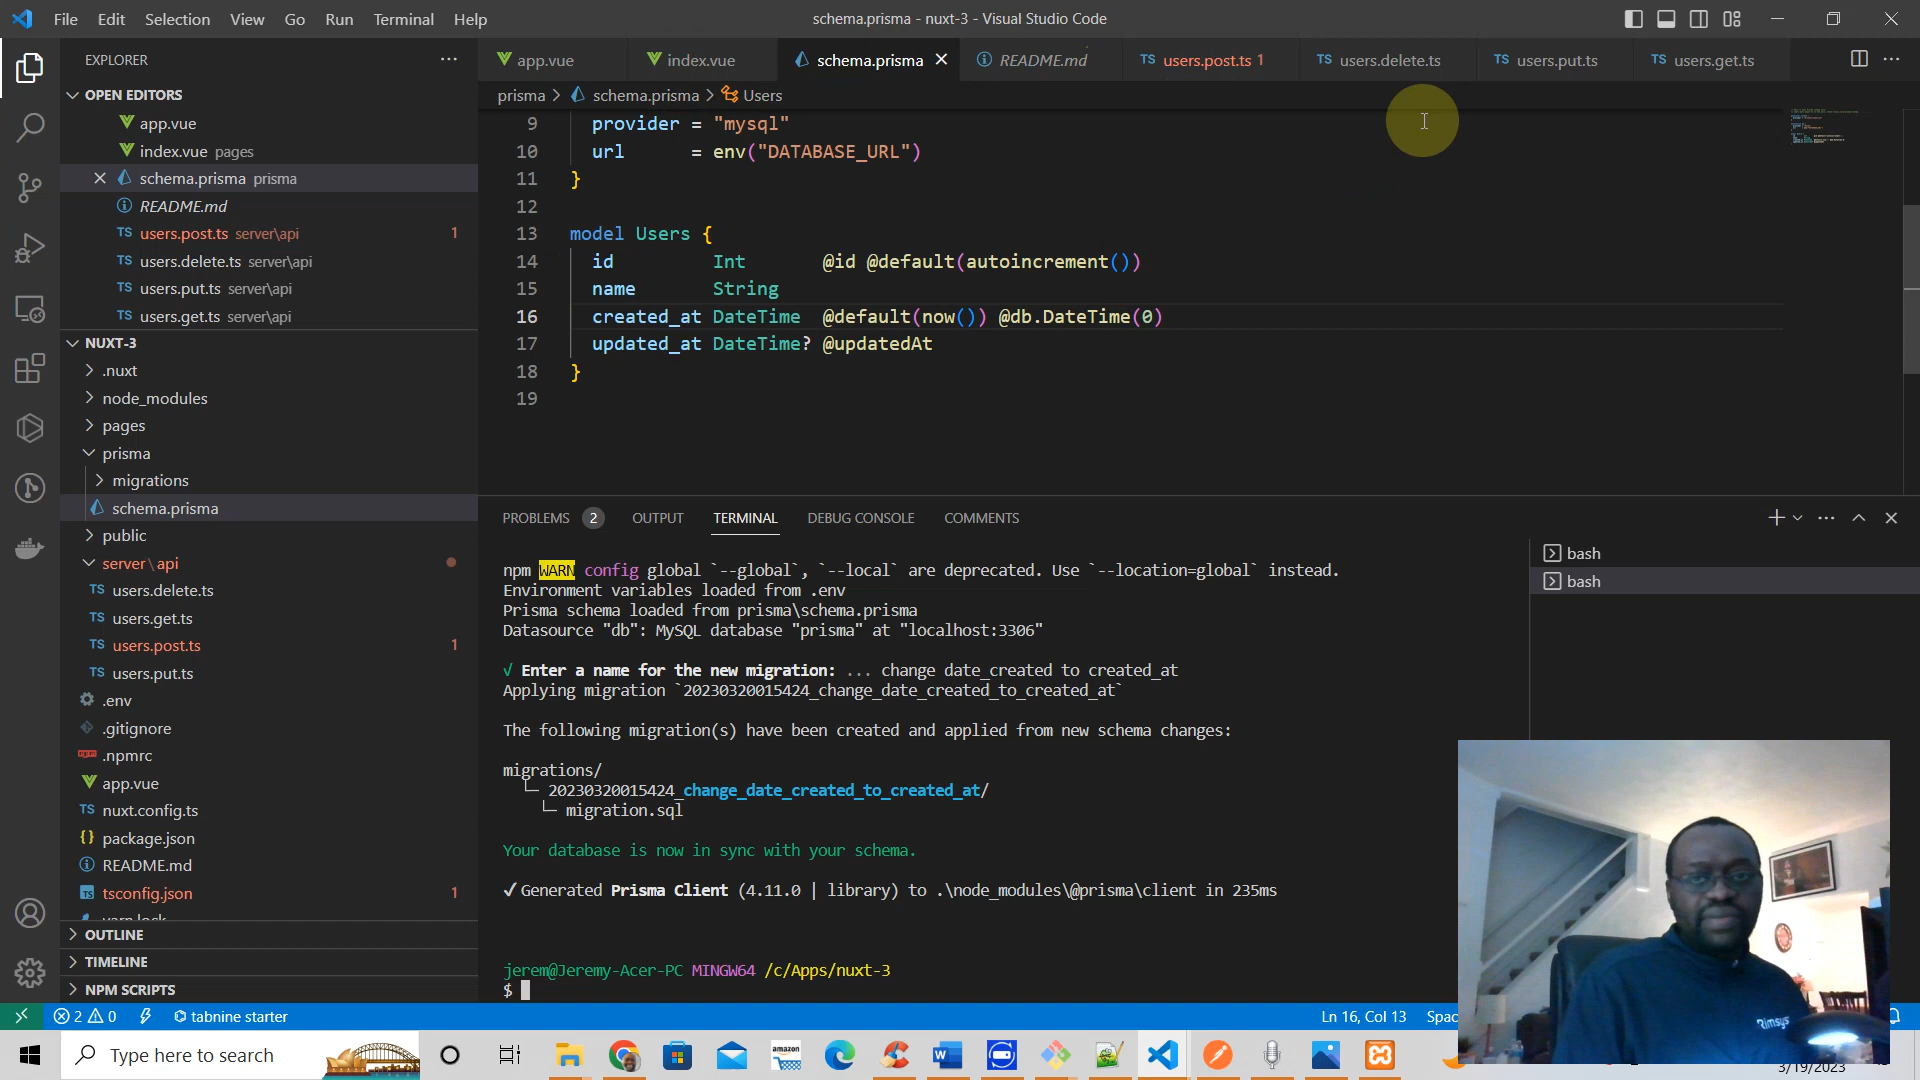 File Edit Selection View Go Run Terminal Help
schema.prisma - nuxt-3 - Visual Studio Code
EXPLORER
OPEN EDITORS
app.vue
index.vue pages
schema.prisma prisma
README.md
users.post.ts server\api 1
users.delete.ts server\api
users.put.ts server\api
users.get.ts server\api
NUXT-3
.nuxt
node_modules
pages
prisma
migrations
schema.prisma
public
server\api
users.delete.ts
users.get.ts
users.post.ts 1
users.put.ts
.env
.gitignore
.npmrc
app.vue
nuxt.config.ts
package.json
README.md
tsconfig.json 1
yarn.lock
OUTLINE
TIMELINE
NPM SCRIPTS
app.vue index.vue schema.prisma README.md users.post.ts 1 users.delete.ts users.put.ts users.get.ts
prisma > schema.prisma > Users
9 provider = "mysql"
10 url = env("DATABASE_URL")
11 }
12
13 model Users {
14 id Int @id @default(autoincrement())
15 name String
16 created_at DateTime @default(now()) @db.DateTime(0)
17 updated_at DateTime? @updatedAt
18 }
19
PROBLEMS 2 OUTPUT TERMINAL DEBUG CONSOLE COMMENTS
npm WARN config global `--global`, `--local` are deprecated. Use `--location=global` instead.
Environment variables loaded from .env
Prisma schema loaded from prisma\schema.prisma
Datasource "db": MySQL database "prisma" at "localhost:3306"
√ Enter a name for the new migration: ... change date_created to created_at
Applying migration `20230320015424_change_date_created_to_created_at`
The following migration(s) have been created and applied from new schema changes:
migrations/
└─ 20230320015424_change_date_created_to_created_at/
└─ migration.sql
Your database is now in sync with your schema.
✔ Generated Prisma Client (4.11.0 | library) to .\node_modules\@prisma\client in 235ms
jerem@Jeremy-Acer-PC MINGW64 /c/Apps/nuxt-3
$
bash
bash
Rimsys
2 0 tabnine starter
Ln 16, Col 13 Spac
Type here to search
amazon
3/19/2023